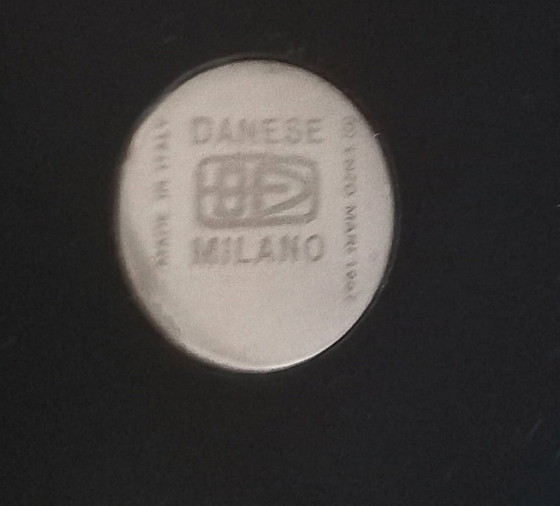 DANESE
MILANO
MADE IN ITALY
© ENZO MARI